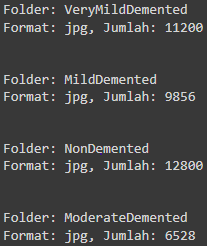 Folder: VeryMildDemented
Format: jpg, Jumlah: 11200
Folder: MildDemented
Format: jpg, Jumlah: 9856
Folder: NonDemented
Format: jpg, Jumlah: 12800
Folder: ModerateDemented
Format: jpg, Jumlah: 6528